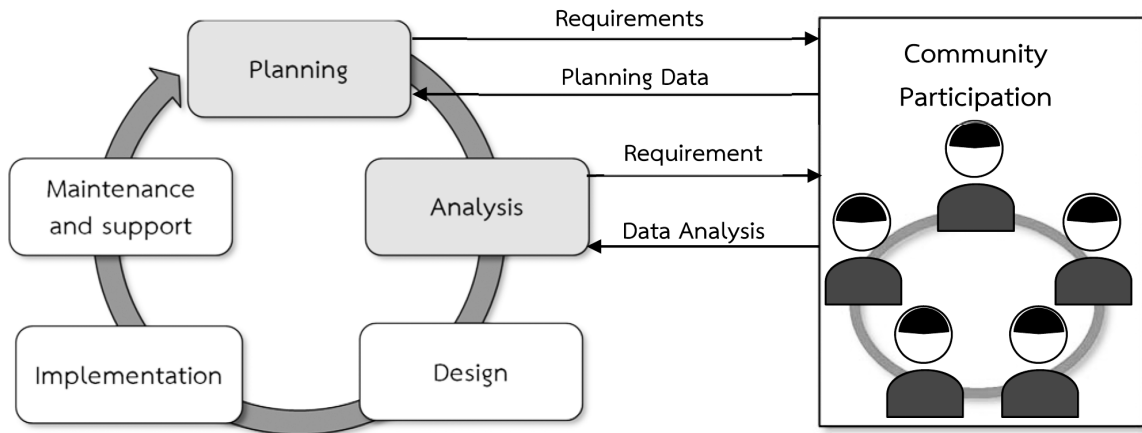 Planning
Requirements
Planning Data
Community
Participation
Maintenance
and support
Analysis
Requirement
Data Analysis
Implementation
Design